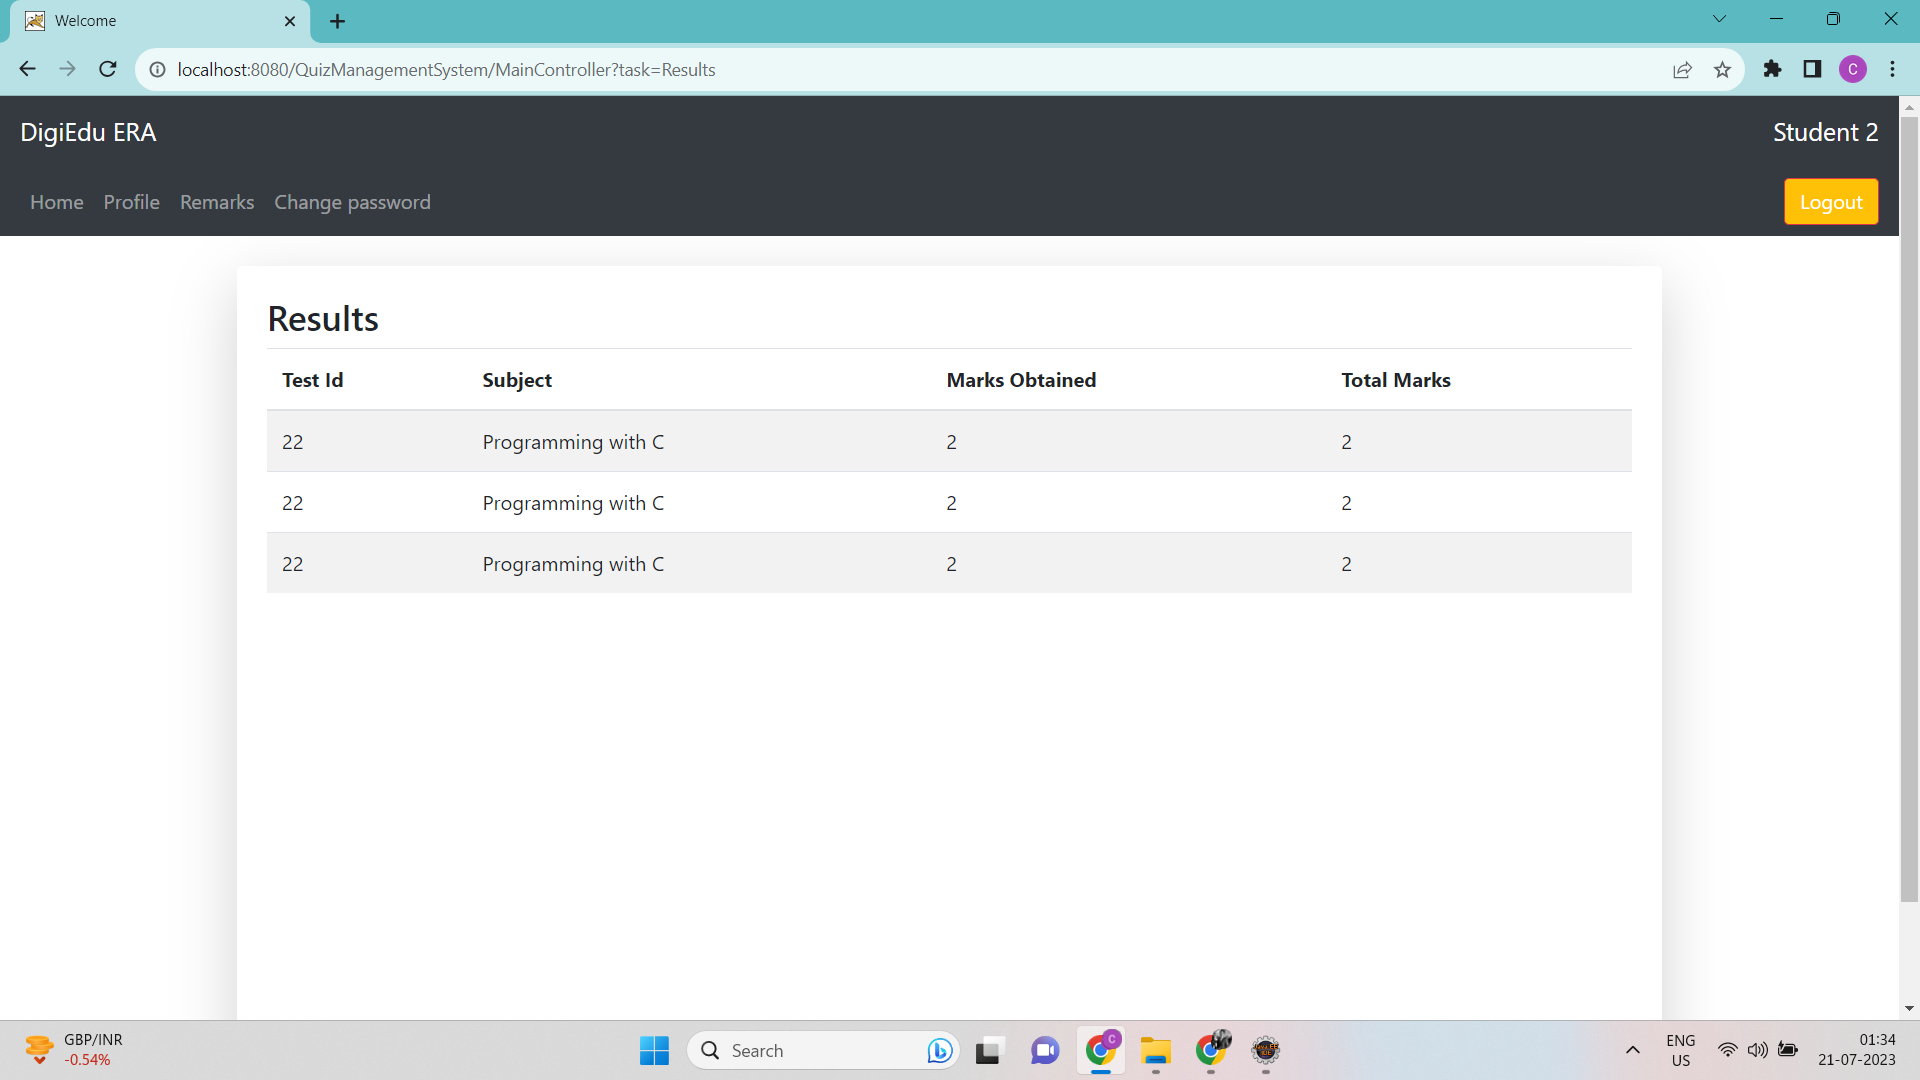 Welcome
localhost:8080/QuizManagementSystem/MainController?task=Results
C
DigiEdu ERA
Student 2
Home Profile Remarks Change password
Logout
Results
Test Id Subject Marks Obtained Total Marks
22 Programming with C 2 2
22 Programming with C 2 2
22 Programming with C 2 2
GBP/INR
-0.54%
Search
C
ENG
US
01:34
21-07-2023